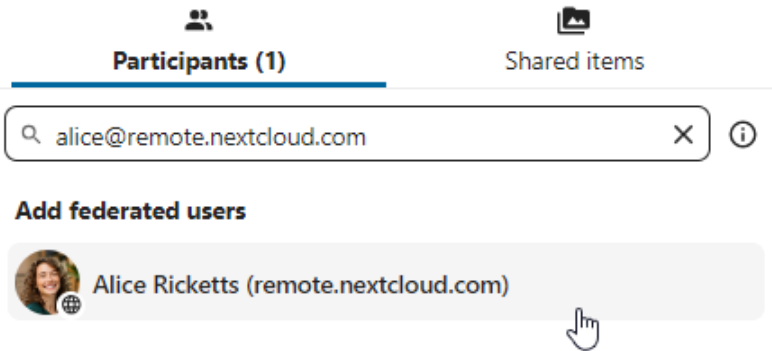 Participants (1)
Shared items
alice@remote.nextcloud.com
Add federated users
Alice Ricketts (remote.nextcloud.com)